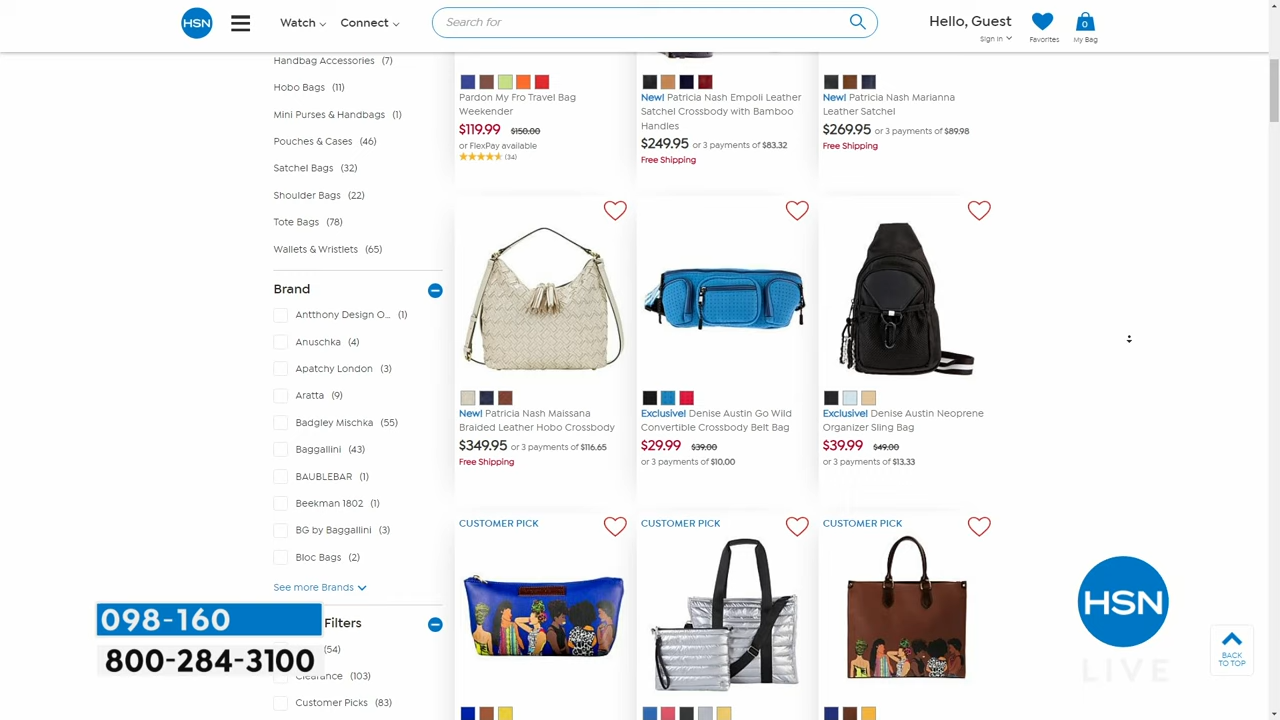 HSN
Watch
Connect
Search for
Hello, Guest
Sign In
Favorites
0
My Bag
Handbag Accessories (7)
Hobo Bags (11)
Mini Purses & Handbags (1)
Pouches & Cases (46)
Satchel Bags (32)
Shoulder Bags (22)
Tote Bags (78)
Wallets & Wristlets (65)
Brand
Antthony Design O... (1)
Anuschka (4)
Apatchy London (3)
Aratta (9)
Badgley Mischka (55)
Baggallini (43)
BAUBLEBAR (1)
Beekman 1802 (1)
BG by Baggallini (3)
Bloc Bags (2)
See more Brands
Filters
(54)
Clearance (103)
Customer Picks (83)
Pardon My Fro Travel Bag
Weekender
$119.99 $150.00
or FlexPay available
(34)
New! Patricia Nash Empoli Leather
Satchel Crossbody with Bamboo
Handles
$249.95 or 3 payments of $83.32
Free Shipping
New! Patricia Nash Marianna
Leather Satchel
$269.95 or 3 payments of $89.98
Free Shipping
New! Patricia Nash Maissana
Braided Leather Hobo Crossbody
$349.95 or 3 payments of $116.65
Free Shipping
Exclusive! Denise Austin Go Wild
Convertible Crossbody Belt Bag
$29.99 $39.00
or 3 payments of $10.00
Exclusive! Denise Austin Neoprene
Organizer Sling Bag
$39.99 $49.00
or 3 payments of $13.33
CUSTOMER PICK
CUSTOMER PICK
CUSTOMER PICK
098-160
800-284-3100
HSN
BACK
TO TOP